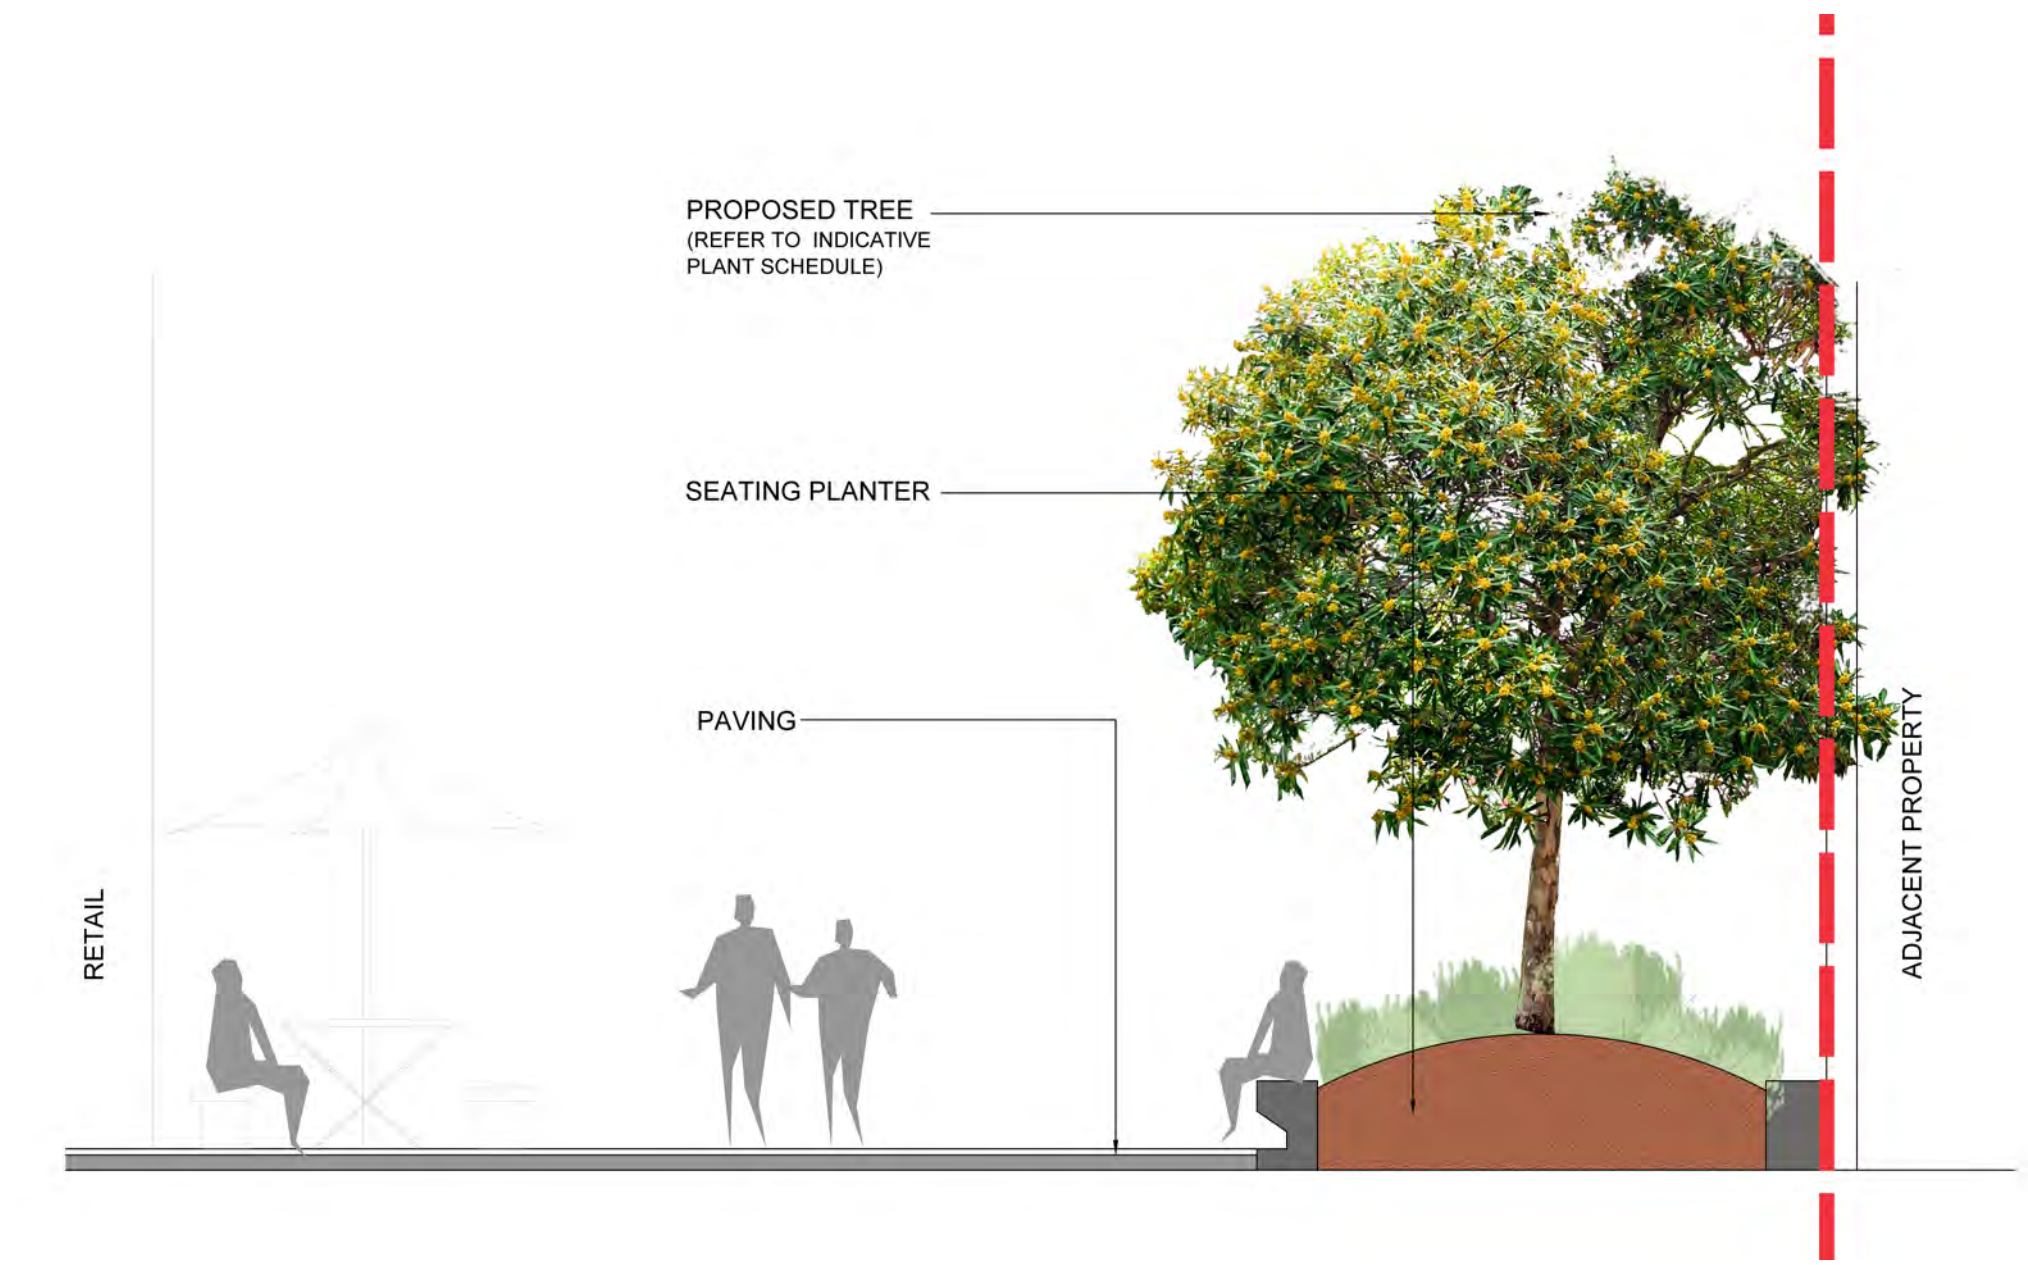 PROPOSED TREE
(REFER TO INDICATIVE
PLANT SCHEDULE)
SEATING PLANTER
PAVING
RETAIL
ADJACENT PROPERTY